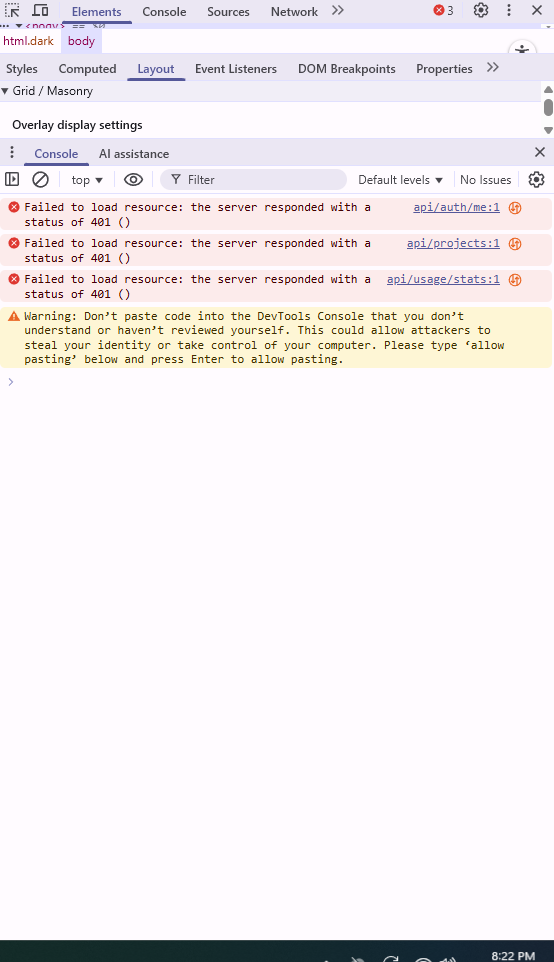 Elements Console Sources Network 3
<body> == $0
html.dark body
Styles Computed Layout Event Listeners DOM Breakpoints Properties
Grid / Masonry
Overlay display settings
Console AI assistance
top Filter Default levels No Issues
Failed to load resource: the server responded with a api/auth/me:1
status of 401 ()
Failed to load resource: the server responded with a api/projects:1
status of 401 ()
Failed to load resource: the server responded with a api/usage/stats:1
status of 401 ()
Warning: Don’t paste code into the DevTools Console that you don’t
understand or haven’t reviewed yourself. This could allow attackers to
steal your identity or take control of your computer. Please type ‘allow
pasting’ below and press Enter to allow pasting.
8:22 PM